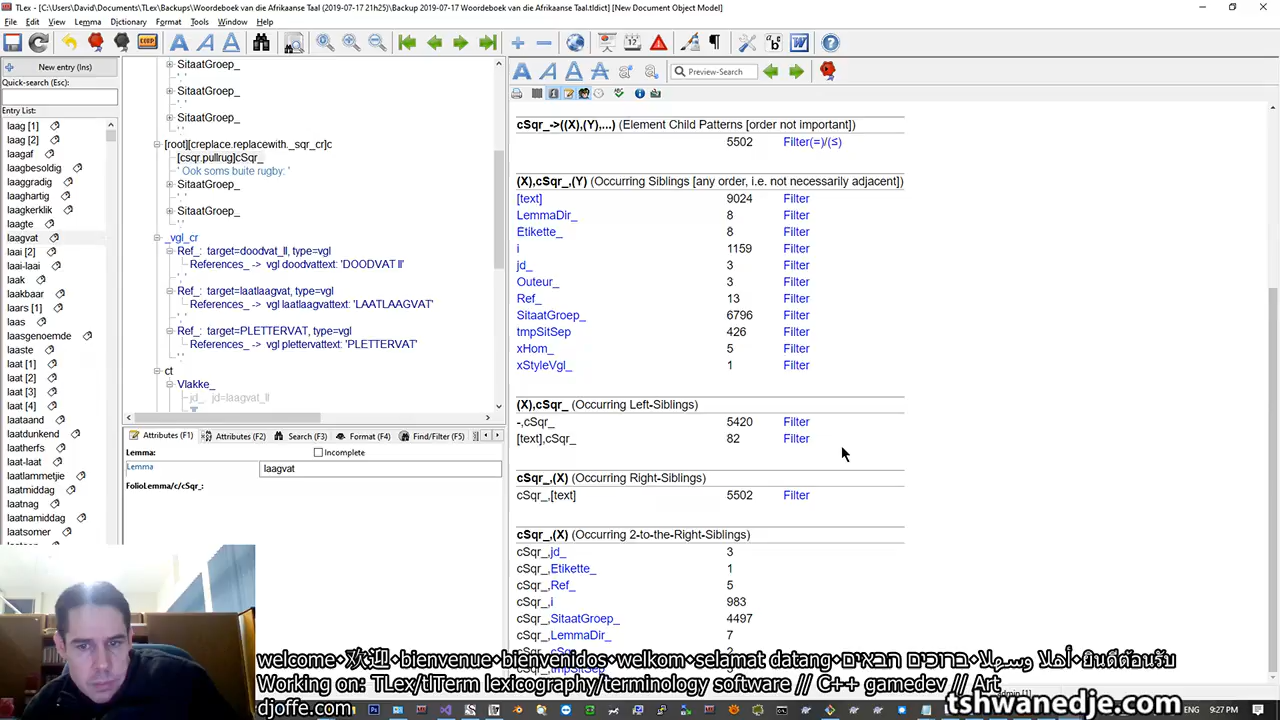 TLex - [C:\Users\David\Documents\TLex\Backups\Woordeboek van die Afrikaanse Taal (2019-07-17 21h25)\Backup 2019-07-17 Woordeboek van die Afrikaanse Taal.tldict] [New Document Object Model]
File Edit View Lemma Dictionary Format Tools Window Help
New entry (Ins)
Quick-search (Esc):
Entry List:
laag [1]
laag [2]
laagaf
laagbesoldig
laaggradig
laaghartig
laagkerklik
laagte
laagvat
laai [2]
laai-laai
laak
laakbaar
laars [1]
laas
laasgenoemde
laaste
laat [1]
laat [2]
laat [3]
laat [4]
laataand
laatdunkend
laatherfs
laat-laat
laatlammetjie
laatmiddag
laatnag
laatnamiddag
laatsomer
SitaatGroep_
'. '
SitaatGroep_
'. '
SitaatGroep_
'. '
[root][creplace.replacewith._sqr_cr]c
[csqr.pullrug]cSqr_
' Ook soms buite rugby: '
SitaatGroep_
'. '
SitaatGroep_
'. '
_vgl_cr
Ref_: target=doodvat_ll, type=vgl
References_ -> vgl doodvattext: 'DOODVAT ll'
', '
Ref_: target=laatlaagvat, type=vgl
References_ -> vgl laatlaagvattext: 'LAATLAAGVAT'
', '
Ref_: target=PLETTERVAT, type=vgl
References_ -> vgl plettervattext: 'PLETTERVAT'
'. '
ct
Vlakke_
jd_ jd=laagvat_ll
Attributes (F1) Attributes (F2) Search (F3) Format (F4) Find/Filter (F5)
Lemma: Incomplete
Lemma laagvat
FolioLemma/c/cSqr_:
Preview-Search
cSqr_->((X),(Y),...) (Element Child Patterns [order not important])
5502 Filter(=)/(≤)
(X),cSqr_,(Y) (Occurring Siblings [any order, i.e. not necessarily adjacent])
[text] 9024 Filter
LemmaDir_ 8 Filter
Etikette_ 8 Filter
i 1159 Filter
jd_ 3 Filter
Outeur_ 3 Filter
Ref_ 13 Filter
SitaatGroep_ 6796 Filter
tmpSitSep 426 Filter
xHom_ 5 Filter
xStyleVgl_ 1 Filter
(X),cSqr_ (Occurring Left-Siblings)
-,cSqr_ 5420 Filter
[text],cSqr_ 82 Filter
cSqr_,(X) (Occurring Right-Siblings)
cSqr_,[text] 5502 Filter
cSqr_,(X) (Occurring 2-to-the-Right-Siblings)
cSqr_,jd_ 3
cSqr_,Etikette_ 1
cSqr_,Ref_ 5
cSqr_,i 983
cSqr_,SitaatGroep_ 4497
cSqr_,LemmaDir_ 7
welcome•欢迎•bienvenue•bienvenidos•welkom•selamat datang•ברוכים הבאים•أهلا وسهلا•ยินดีต้อนรับ
Working on: TLex/tlTerm lexicography/terminology software // C++ gamedev // Art
djoffe.com
tshwanedje.com
ENG 9:27 PM